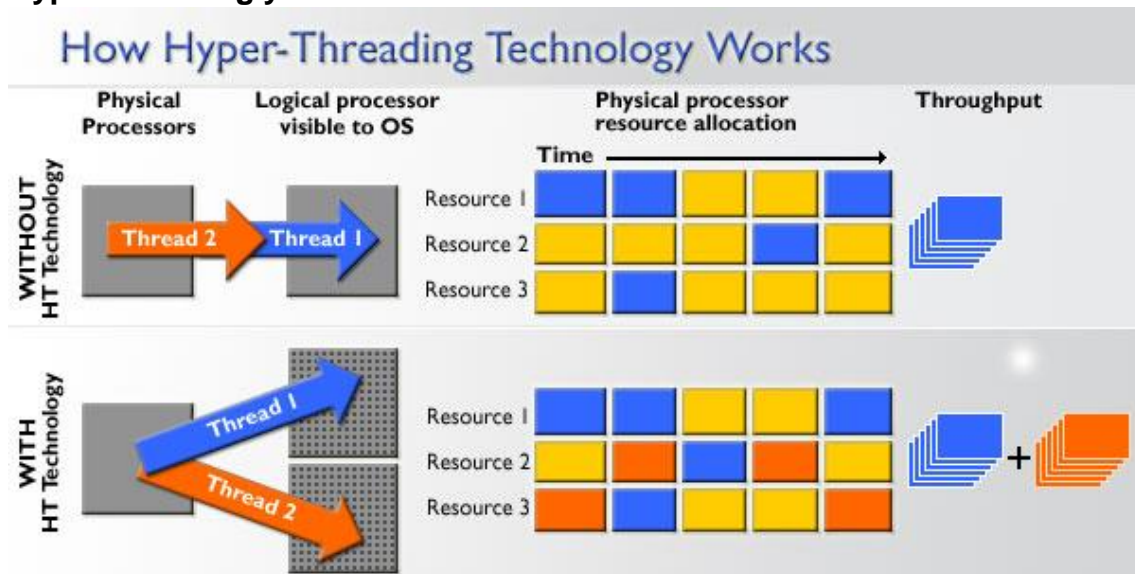 How Hyper-Threading Technology Works
Physical
Processors
Logical processor
visible to OS
Physical processor
resource allocation
Throughput
WITHOUT
HT Technology
Thread 2
Thread 1
Time
Resource 1
Resource 2
Resource 3
WITH
HT Technology
Thread 1
Thread 2
Resource 1
Resource 2
Resource 3
+